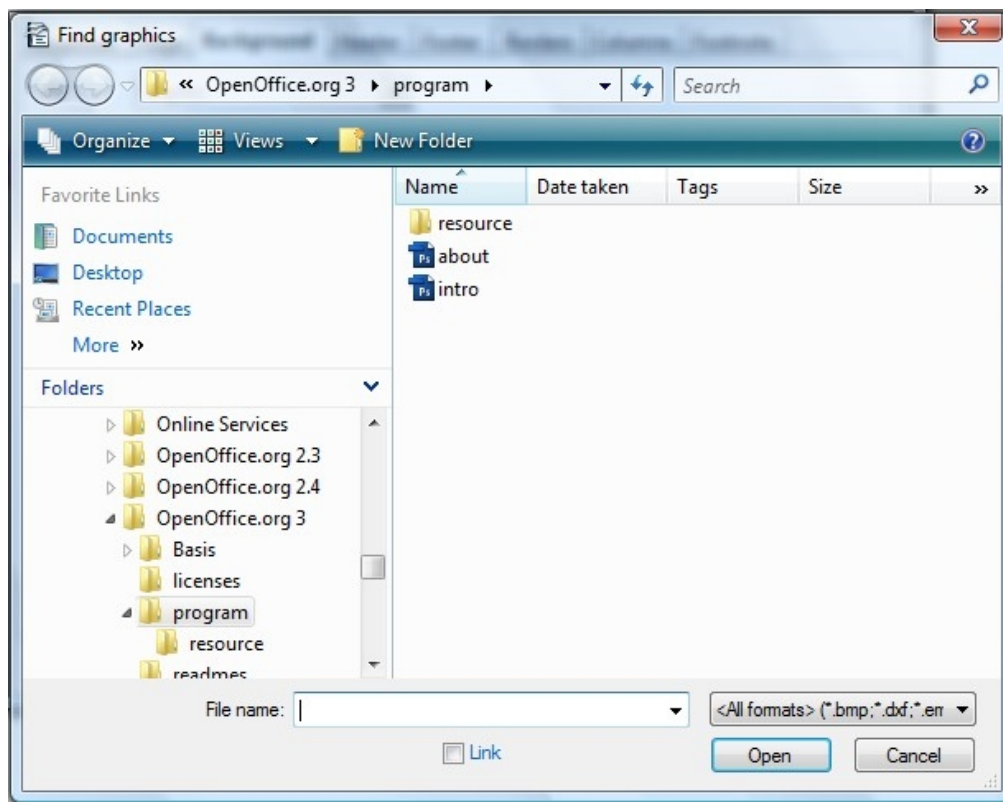 Find graphics
« OpenOffice.org 3 program Search
Organize Views New Folder
Favorite Links
Documents
Desktop
Recent Places
More »
Folders
Online Services
OpenOffice.org 2.3
OpenOffice.org 2.4
OpenOffice.org 3
Basis
licenses
program
resource
readmes
Name Date taken Tags Size »
resource
Ps about
Ps intro
File name: <All formats> (*.bmp;*.dxf;*.em
Link Open Cancel